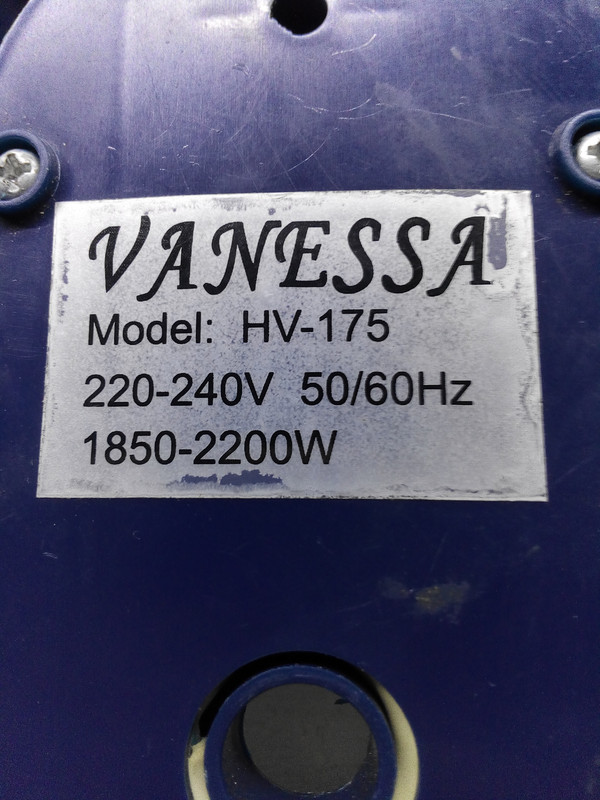 VANESSA
Model: HV-175
220-240V 50/60Hz
1850-2200W